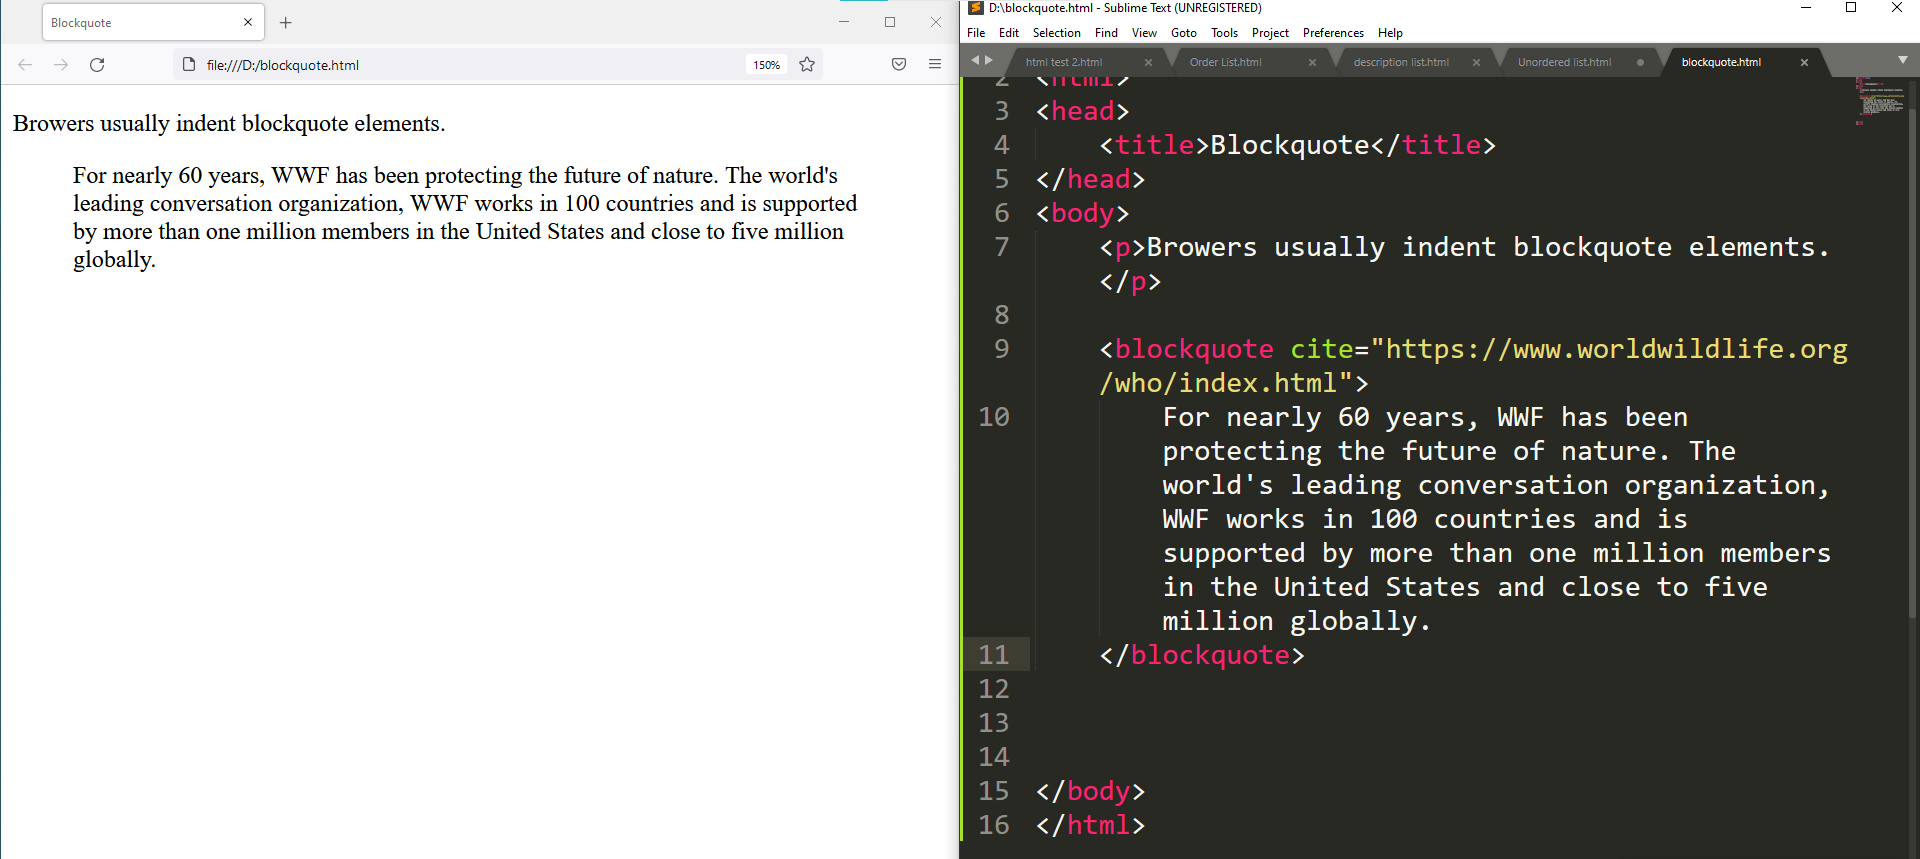 Blockquote
file:///D:/blockquote.html
150%
Browers usually indent blockquote elements.
For nearly 60 years, WWF has been protecting the future of nature. The world's
leading conversation organization, WWF works in 100 countries and is supported
by more than one million members in the United States and close to five million
globally.
D:\blockquote.html - Sublime Text (UNREGISTERED)
File Edit Selection Find View Goto Tools Project Preferences Help
html test 2.html Order List.html description list.html Unordered list.html blockquote.html
2 <html>
3 <head>
4 <title>Blockquote</title>
5 </head>
6 <body>
7 <p>Browers usually indent blockquote elements.
</p>
8
9 <blockquote cite="https://www.worldwildlife.org
/who/index.html">
10 For nearly 60 years, WWF has been
protecting the future of nature. The
world's leading conversation organization,
WWF works in 100 countries and is
supported by more than one million members
in the United States and close to five
million globally.
11 </blockquote>
12
13
14
15 </body>
16 </html>